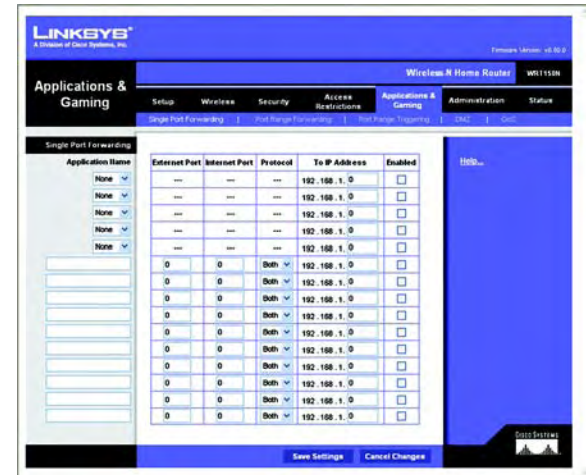 LINKSYS®
A Division of Cisco Systems, Inc.
Firmware Version: v0.80.0
Wireless-N Home Router WRT150N
Applications & Gaming
Setup Wireless Security Access Restrictions Applications & Gaming Administration Status
Single Port Forwarding | Port Range Forwarding | Port Range Triggering | DMZ | QoS
Single Port Forwarding
Application Name External Port Internet Port Protocol To IP Address Enabled
Help...
None --- --- --- 192.168.1. 0
None --- --- --- 192.168.1. 0
None --- --- --- 192.168.1. 0
None --- --- --- 192.168.1. 0
None --- --- --- 192.168.1. 0
0 0 Both 192.168.1. 0
0 0 Both 192.168.1. 0
0 0 Both 192.168.1. 0
0 0 Both 192.168.1. 0
0 0 Both 192.168.1. 0
0 0 Both 192.168.1. 0
0 0 Both 192.168.1. 0
0 0 Both 192.168.1. 0
0 0 Both 192.168.1. 0
0 0 Both 192.168.1. 0
Save Settings Cancel Changes
Cisco Systems